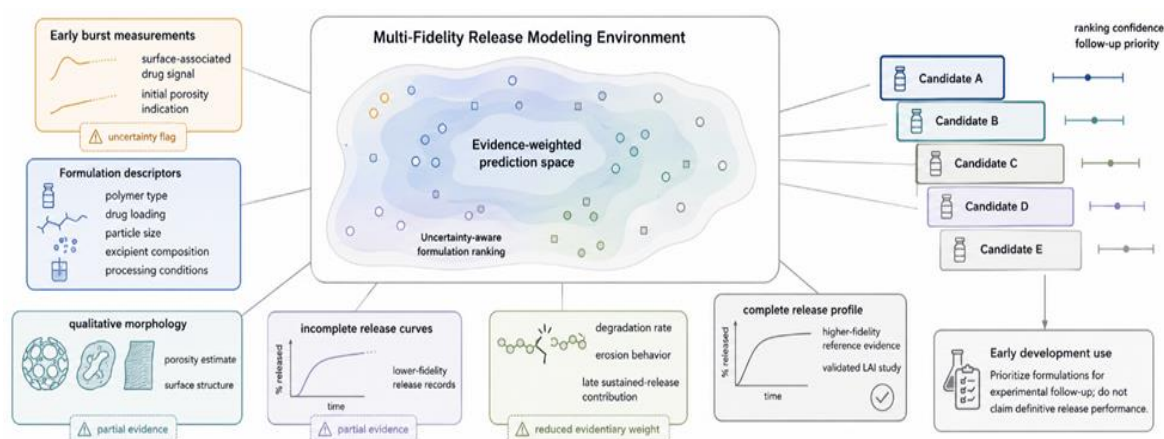 Early burst measurements
surface-associated
drug signal
initial porosity
indication
uncertainty flag
Formulation descriptors
polymer type
drug loading
particle size
excipient composition
processing conditions
Multi-Fidelity Release Modeling Environment
Evidence-weighted
prediction space
Uncertainty-aware
formulation ranking
ranking confidence
follow-up priority
Candidate A
Candidate B
Candidate C
Candidate D
Candidate E
qualitative morphology
porosity estimate
surface structure
partial evidence
incomplete release curves
% released
time
lower-fidelity
release records
partial evidence
degradation rate
erosion behavior
late sustained-release
contribution
reduced evidentiary weight
complete release profile
% released
time
higher-fidelity
reference evidence
validated LAI study
Early development use
Prioritize formulations for
experimental follow-up; do not
claim definitive release performance.